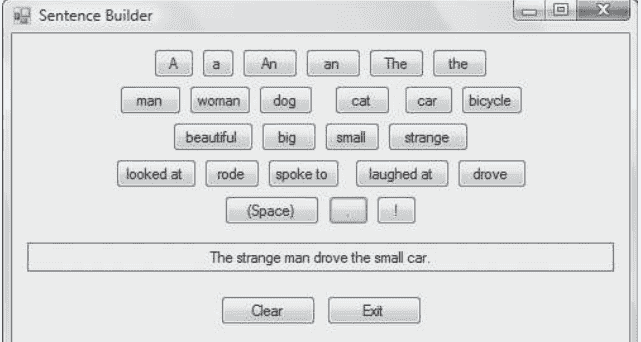 Sentence Builder
A a An an The the
man woman dog cat car bicycle
beautiful big small strange
looked at rode spoke to laughed at drove
(Space) . !
The strange man drove the small car.
Clear Exit